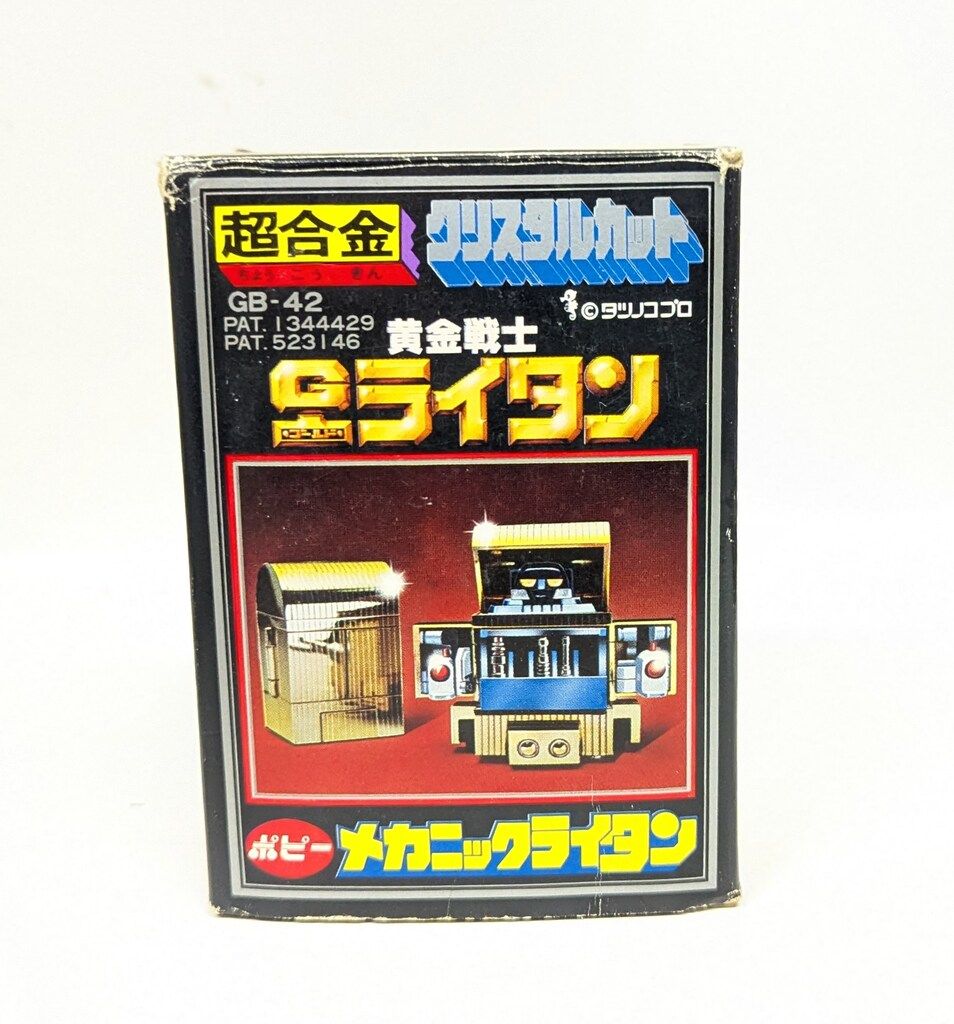 超合金
ちょうごうきん
クリスタルカット
GB-42
PAT. 1344429
PAT. 523146
©タツノコプロ
黄金戦士
G
ゴールド
ライタン
ポピー
メカニックライタン